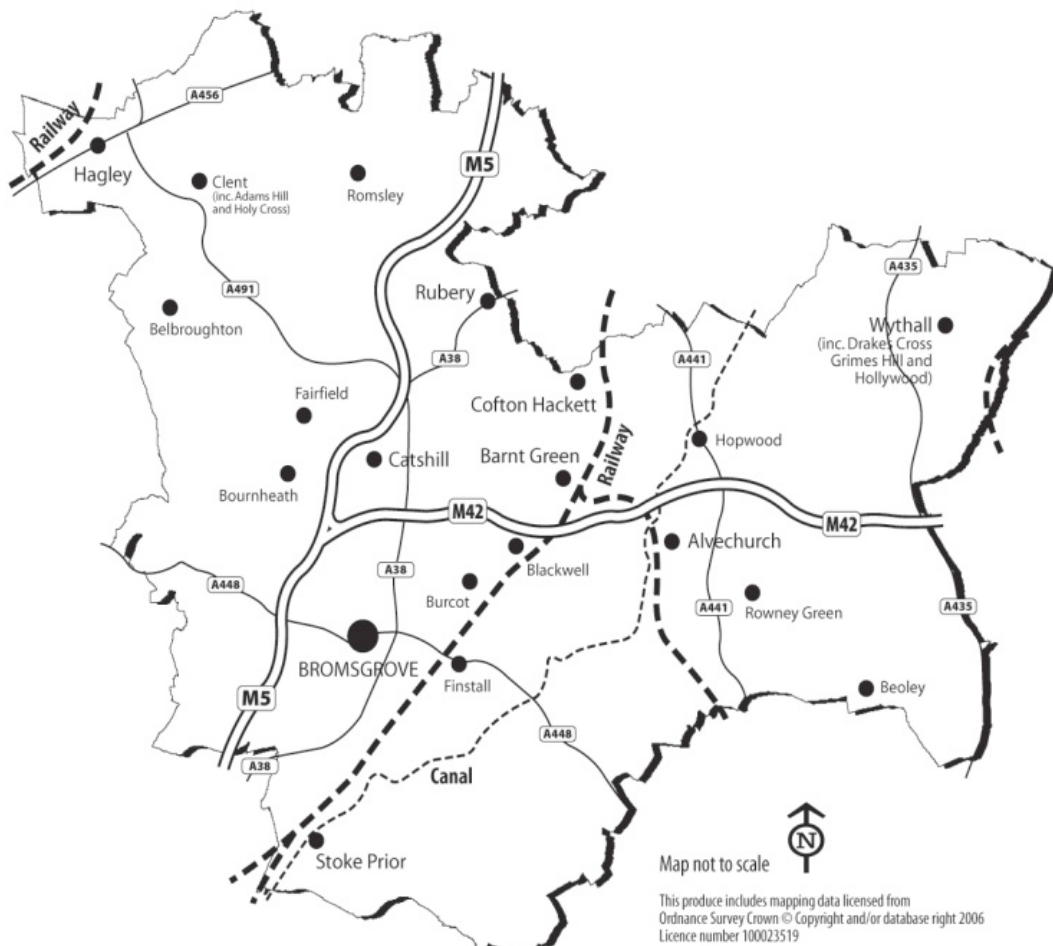 A456
Railway
M5
Hagley
Clent
(inc. Adams Hill
and Holy Cross)
Romsley
A435
A491
Rubery
Belbroughton
Wythall
(inc. Drakes Cross
Grimes Hill and
Hollywood)
A38
A441
Cofton Hackett
Fairfield
Hopwood
Railway
Catshill
Barnt Green
Bournheath
M42
M42
Alvechurch
Blackwell
A38
A448
Burcot
Rowney Green
A441
A435
BROMSGROVE
Finstall
Beoley
M5
A448
A38
Canal
Stoke Prior
N
Map not to scale
This produce includes mapping data licensed from
Ordnance Survey Crown © Copyright and/or database right 2006
Licence number 100023519